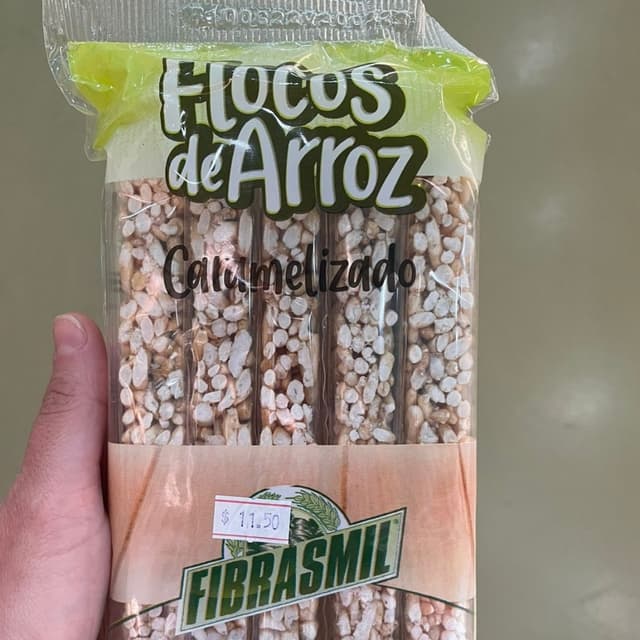 Flocos
de Arroz
Caramelizado
$ 11.50
FIBRASMIL